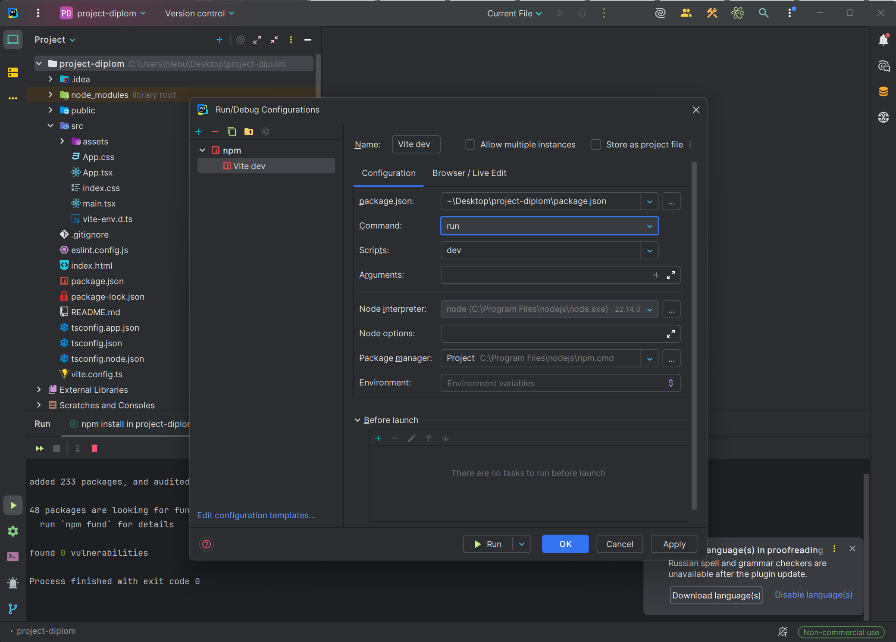 PD project-diplom
Version control
Current File
Project
project-diplom C:\Users\hlebu\Desktop\project-diplom
.idea
node_modules library root
public
src
assets
App.css
App.tsx
index.css
main.tsx
vite-env.d.ts
.gitignore
eslint.config.js
index.html
package.json
package-lock.json
README.md
tsconfig.app.json
tsconfig.json
tsconfig.node.json
vite.config.ts
External Libraries
Scratches and Consoles
Run/Debug Configurations
npm
Vite dev
Edit configuration templates...
Name: Vite dev
Allow multiple instances
Store as project file
Configuration
Browser / Live Edit
package.json: ~\Desktop\project-diplom\package.json
Command: run
Scripts: dev
Arguments:
Node interpreter: node (C:\Program Files\nodejs\node.exe) 22.14.0
Node options:
Package manager: Project C:\Program Files\nodejs\npm.cmd
Environment: Environment variables
Before launch
There are no tasks to run before launch
Run
OK
Cancel
Apply
Run
npm install in project-diplom
added 233 packages, and audited
48 packages are looking for fun
run `npm fund` for details
found 0 vulnerabilities
Process finished with exit code 0
language(s) in proofreading
Russian spell and grammar checkers are
unavailable after the plugin update.
Download language(s)
Disable language(s)
project-diplom
Non-commercial use